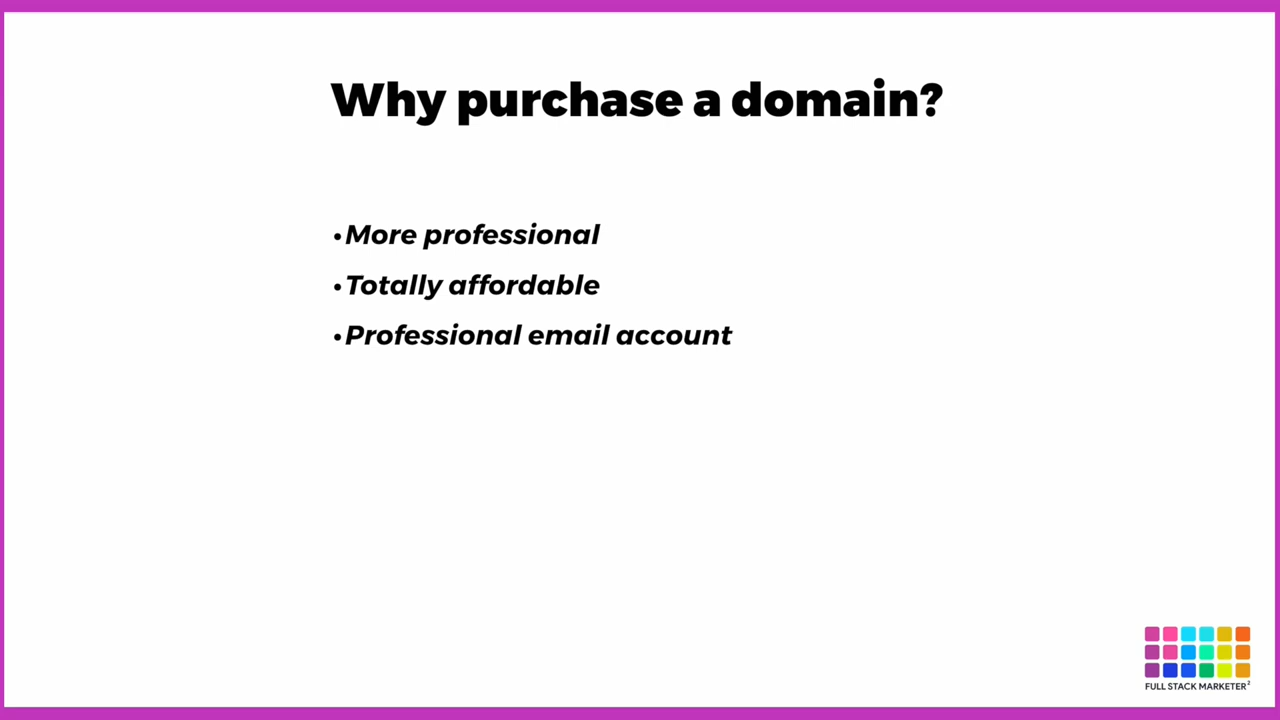 Why purchase a domain?
•More professional
•Totally affordable
•Professional email account
FULL STACK MARKETER²